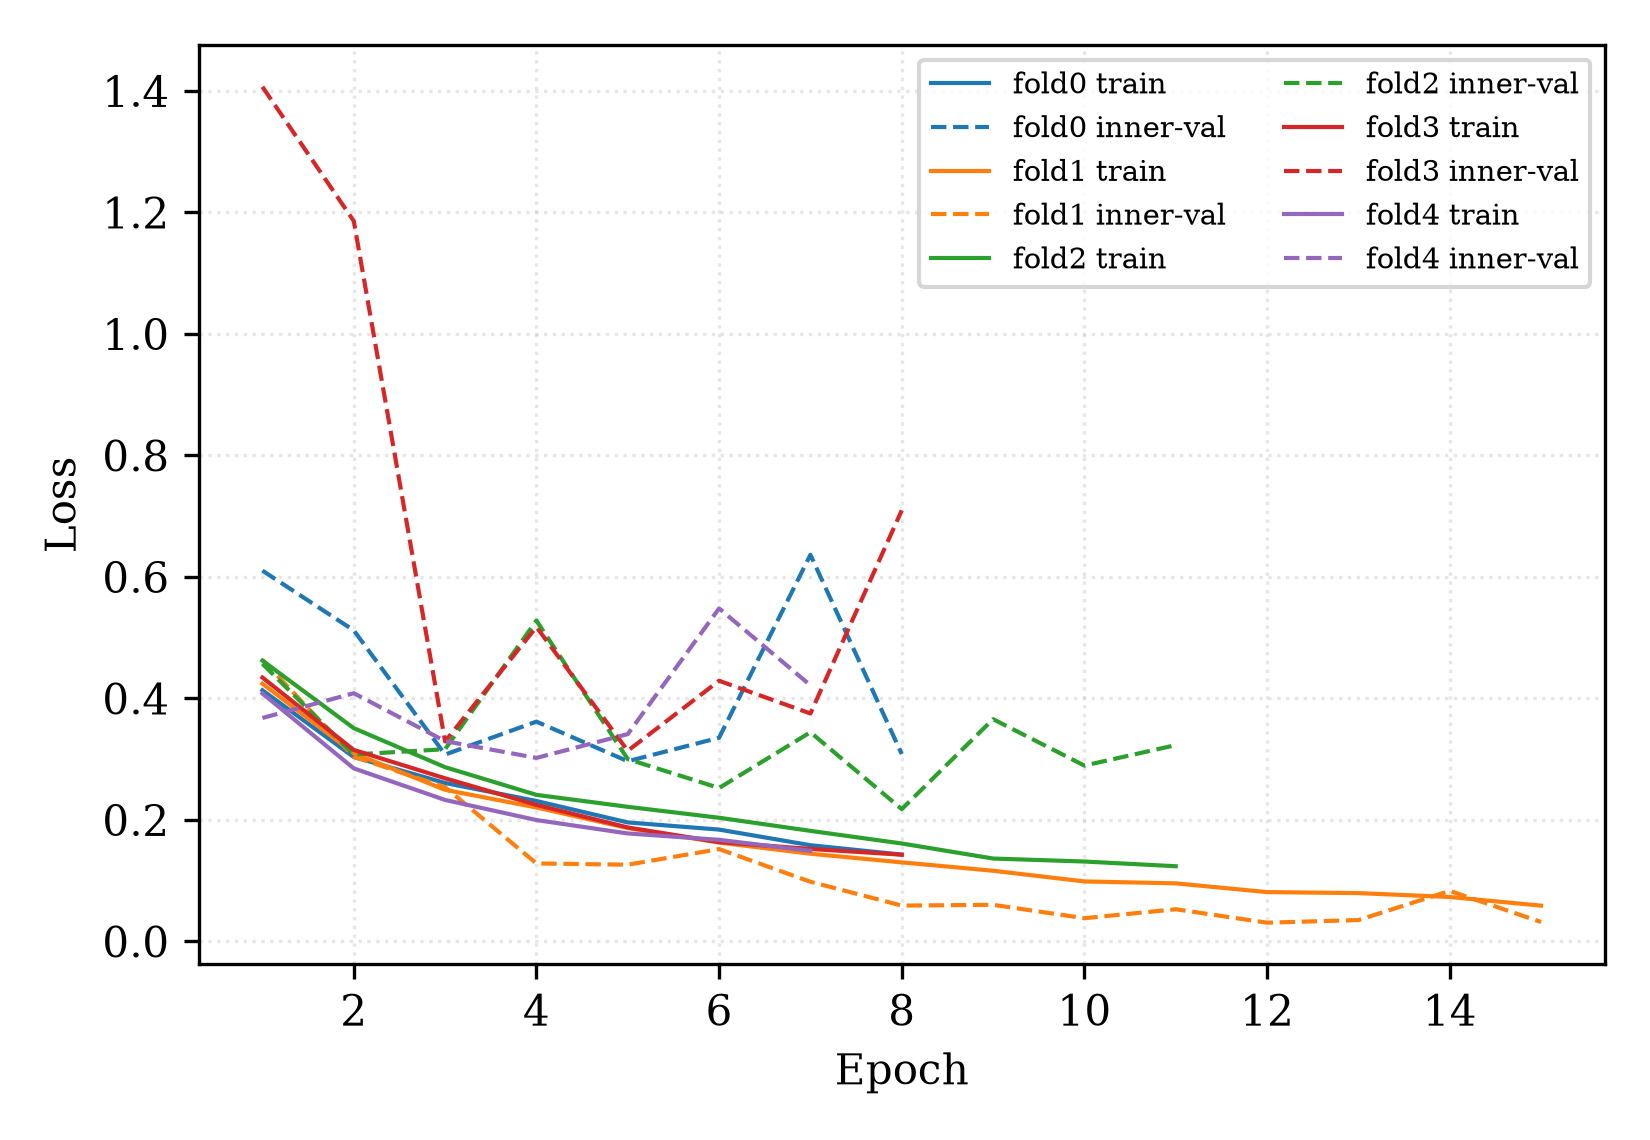 1.4
1.2
1.0
0.8
0.6
0.4
0.2
0.0
Loss
2
4
6
8
10
12
14
Epoch
fold0 train
fold0 inner-val
fold1 train
fold1 inner-val
fold2 train
fold2 inner-val
fold3 train
fold3 inner-val
fold4 train
fold4 inner-val